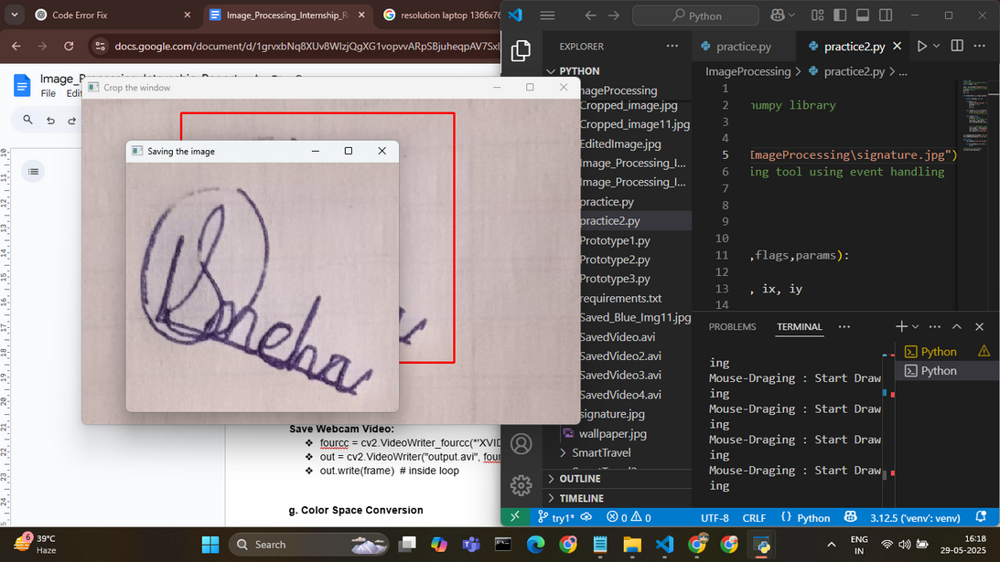 Code Error Fix
Image_Processing_Internship_R
resolution laptop 1366x76
docs.google.com/document/d/1grvxbNq8XUv8WlzjQgXG1vopvvARpSBjuheqpAV7Sxl
File
Crop the window
Saving the image
Save Webcam Video:
❖ fourcc = cv2.VideoWriter_fourcc(*'XVID
❖ out = cv2.VideoWriter("output.avi", four
❖ out.write(frame) # inside loop
g. Color Space Conversion
Python
EXPLORER
PYTHON
mageProcessing
Cropped_image.jpg
Cropped_image11.jpg
EditedImage.jpg
Image_Processing_I...
Image_Processing_I...
practice.py
practice2.py
Prototype1.py
Prototype2.py
Prototype3.py
requirements.txt
Saved_Blue_Img11.jpg
SavedVideo.avi
SavedVideo2.avi
SavedVideo3.avi
SavedVideo4.avi
signature.jpg
wallpaper.jpg
SmartTravel
OUTLINE
TIMELINE
practice.py
practice2.py
ImageProcessing > practice2.py > ...
1
2 numpy library
3
4
5 ImageProcessing\signature.jpg")
6 ing tool using event handling
7
8
9
10
11 ,flags,params):
12
13 , ix, iy
14
PROBLEMS
TERMINAL
ing
Mouse-Draging : Start Draw
ing
Mouse-Draging : Start Draw
ing
Mouse-Draging : Start Draw
ing
Mouse-Draging : Start Draw
ing
Python
Python
try1*
0 0
UTF-8
CRLF
{ } Python
3.12.5 ('venv': venv)
6
39°C
Haze
Search
ENG
IN
16:18
29-05-2025